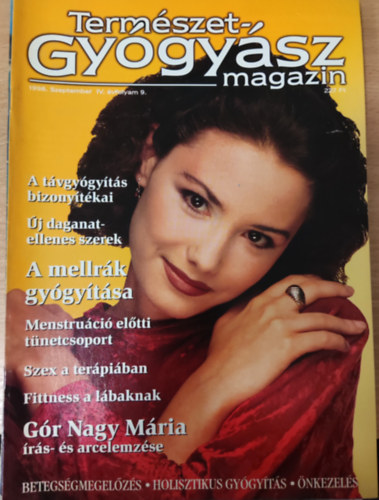 Természet-
Gyógyász
magazin
1998. Szeptember IV. évfolyam 9.
A távgyógyítás
bizonyítékai
Új daganat-
ellenes szerek
A mellrák
gyógyítása
Menstruáció előtti
tünetcsoport
Szex a terápiában
Fittness a lábaknak
Gór Nagy Mária
írás- és arcelemzése
BETEGSÉGMEGELŐZÉS • HOLISZTIKUS GYÓGYÍTÁS • ÖNKEZELÉS